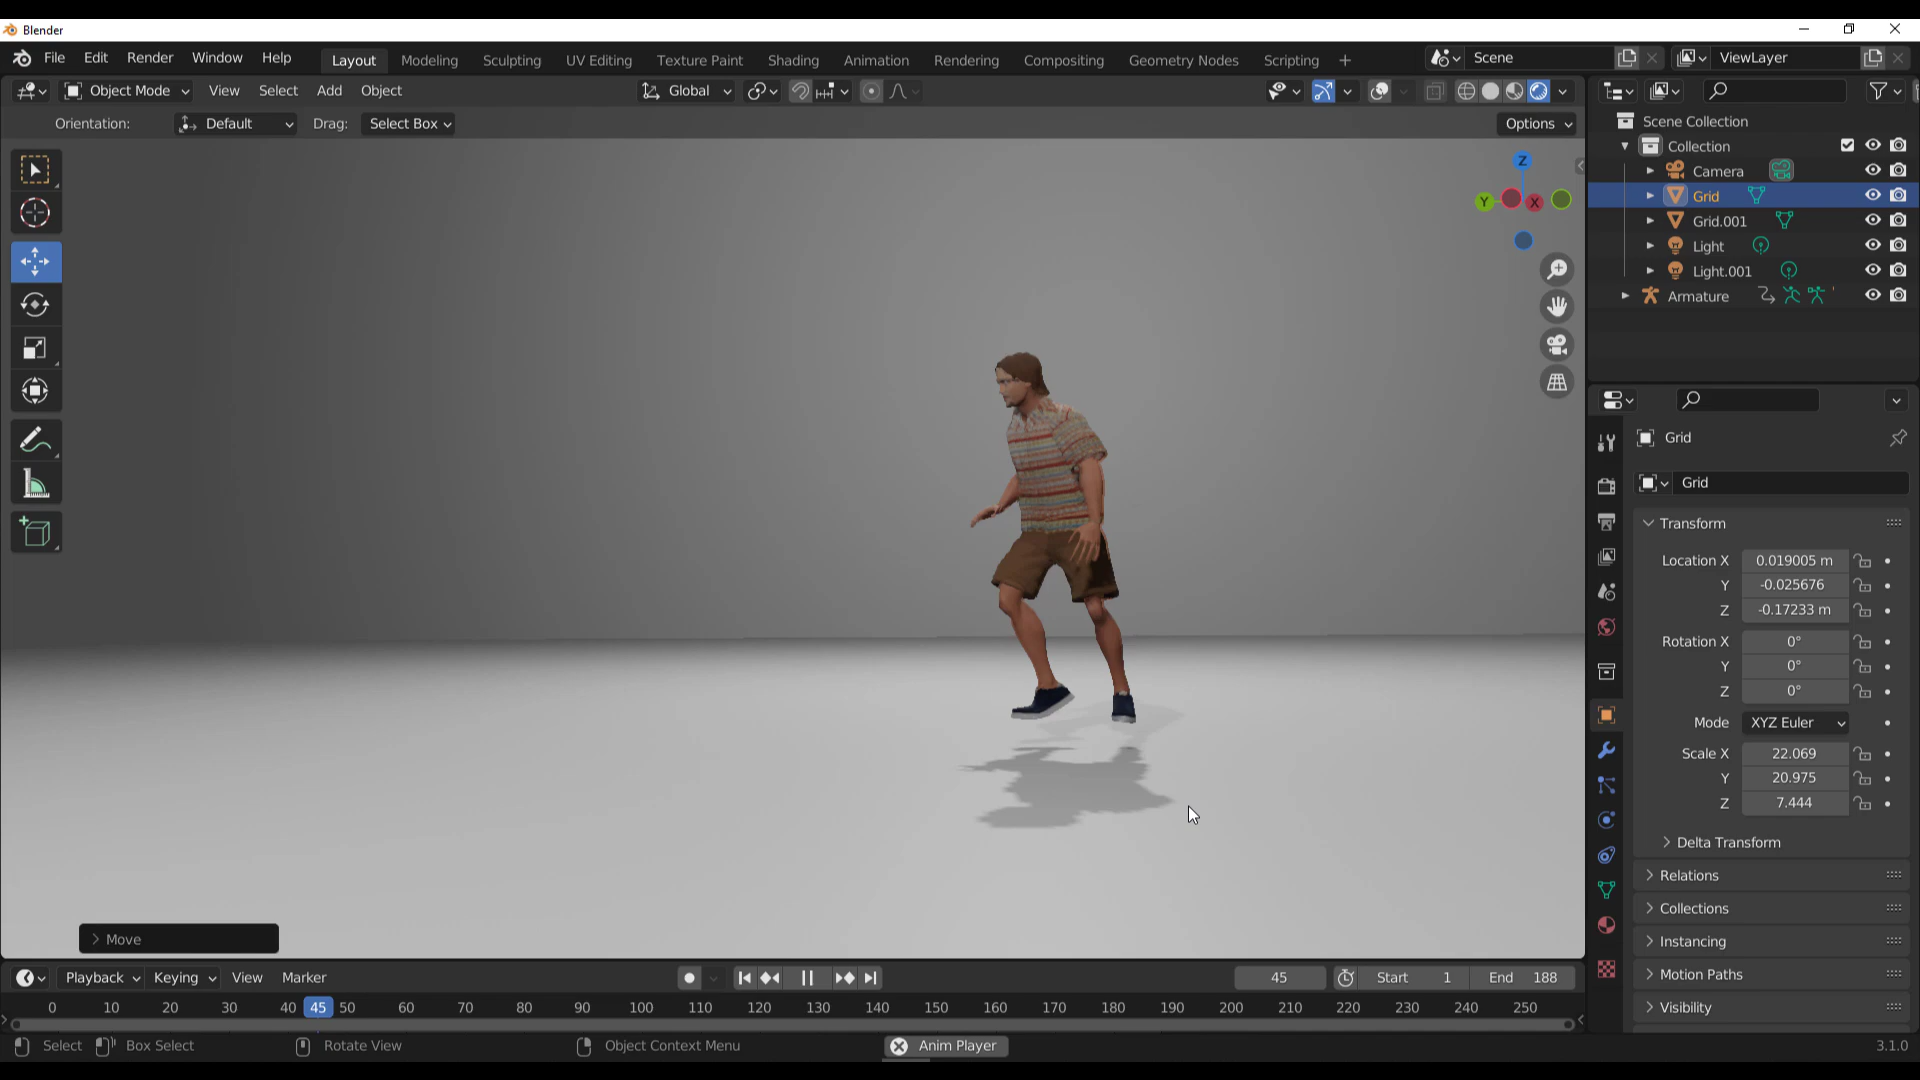 Blender
File Edit Render Window Help Layout Modeling Sculpting UV Editing Texture Paint Shading Animation Rendering Compositing Geometry Nodes Scripting + Scene ViewLayer
Object Mode View Select Add Object Global
Orientation: Default Drag: Select Box Options
Z
Y X
Scene Collection
Collection
Camera
Grid
Grid.001
Light
Light.001
Armature
Grid
Grid
Transform
Location X 0.019005 m
Y -0.025676
Z -0.17233 m
Rotation X 0°
Y 0°
Z 0°
Mode XYZ Euler
Scale X 22.069
Y 20.975
Z 7.444
Delta Transform
Relations
Collections
Instancing
Motion Paths
Visibility
Move
Playback Keying View Marker 45 Start 1 End 188
0 10 20 30 40 45 50 60 70 80 90 100 110 120 130 140 150 160 170 180 190 200 210 220 230 240 250
Select Box Select Rotate View Object Context Menu Anim Player 3.1.0